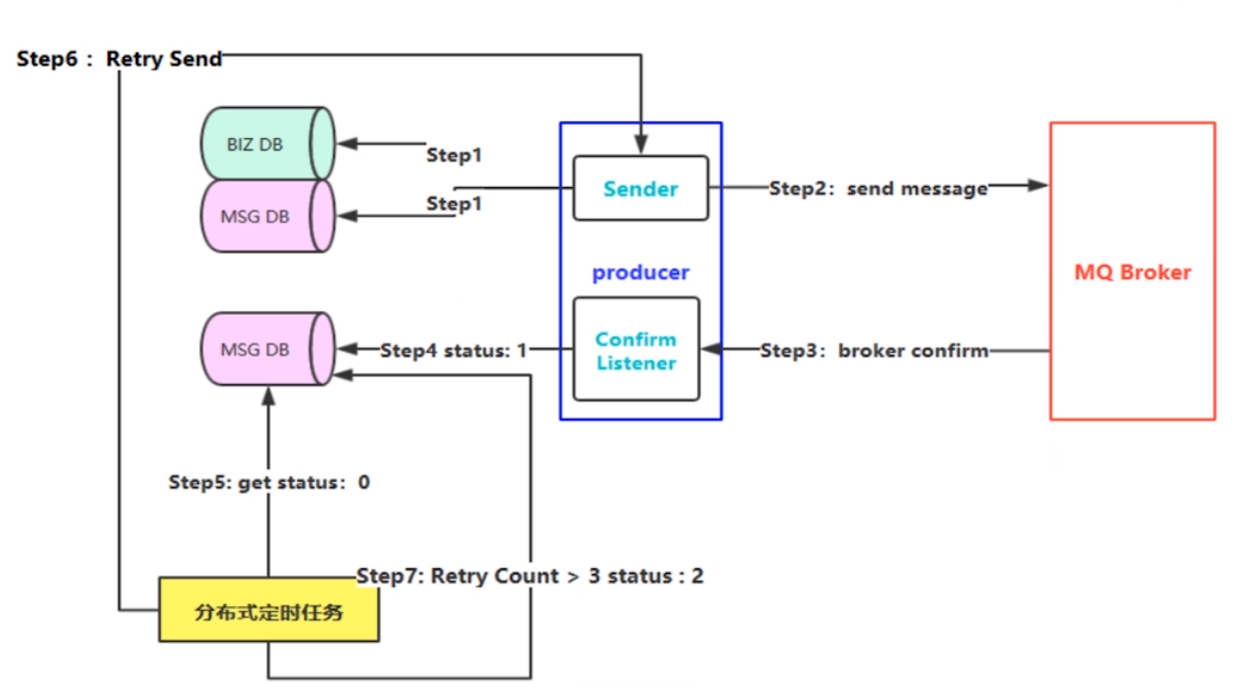 Step6： Retry Send
BIZ DB
Step1
Sender
Step2：send message
MSG DB
Step1
producer
MQ Broker
MSG DB
Step4 status: 1
Confirm
Listener
Step3：broker confirm
Step5: get status：0
Step7: Retry Count > 3 status : 2
分布式定时任务